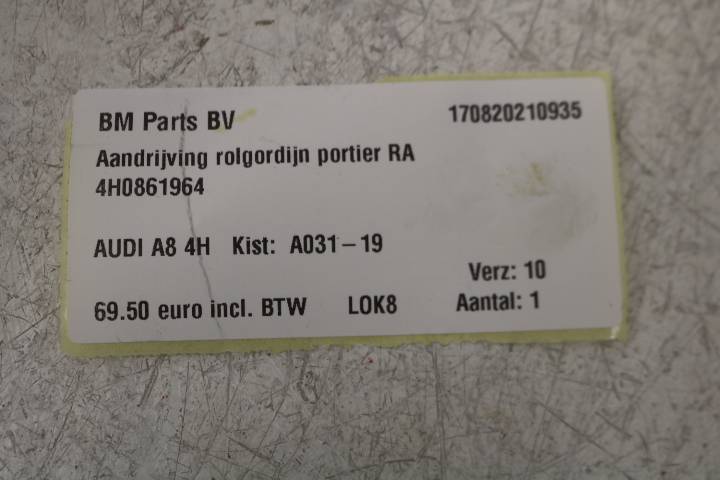 BM Parts BV 170820210935
Aandrijving rolgordijn portier RA
4H0861964
AUDI A8 4H Kist: A031-19
Verz: 10
69.50 euro incl. BTW LOK8 Aantal: 1